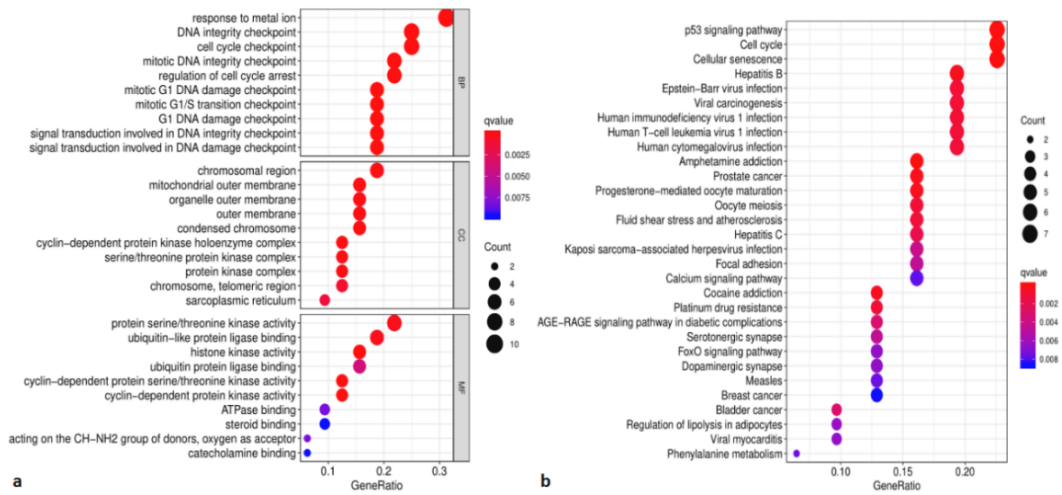 response to metal ion
DNA integrity checkpoint
cell cycle checkpoint
mitotic DNA integrity checkpoint
regulation of cell cycle arrest
mitotic G1 DNA damage checkpoint
mitotic G1/S transition checkpoint
G1 DNA damage checkpoint
signal transduction involved in DNA integrity checkpoint
signal transduction involved in DNA damage checkpoint
BP
chromosomal region
mitochondrial outer membrane
organelle outer membrane
outer membrane
condensed chromosome
cyclin−dependent protein kinase holoenzyme complex
serine/threonine protein kinase complex
protein kinase complex
chromosome, telomeric region
sarcoplasmic reticulum
CC
protein serine/threonine kinase activity
ubiquitin−like protein ligase binding
histone kinase activity
ubiquitin protein ligase binding
cyclin−dependent protein serine/threonine kinase activity
cyclin−dependent protein kinase activity
ATPase binding
steroid binding
acting on the CH−NH2 group of donors, oxygen as acceptor
catecholamine binding
MF
0.1 0.2 0.3
GeneRatio
qvalue
0.0025
0.0050
0.0075
Count
2
4
6
8
10
a
p53 signaling pathway
Cell cycle
Cellular senescence
Hepatitis B
Epstein−Barr virus infection
Viral carcinogenesis
Human immunodeficiency virus 1 infection
Human T−cell leukemia virus 1 infection
Human cytomegalovirus infection
Amphetamine addiction
Prostate cancer
Progesterone−mediated oocyte maturation
Oocyte meiosis
Fluid shear stress and atherosclerosis
Hepatitis C
Kaposi sarcoma−associated herpesvirus infection
Focal adhesion
Calcium signaling pathway
Cocaine addiction
Platinum drug resistance
AGE−RAGE signaling pathway in diabetic complications
Serotonergic synapse
FoxO signaling pathway
Dopaminergic synapse
Measles
Breast cancer
Bladder cancer
Regulation of lipolysis in adipocytes
Viral myocarditis
Phenylalanine metabolism
0.10 0.15 0.20
GeneRatio
Count
2
3
4
5
6
7
qvalue
0.002
0.004
0.006
0.008
b